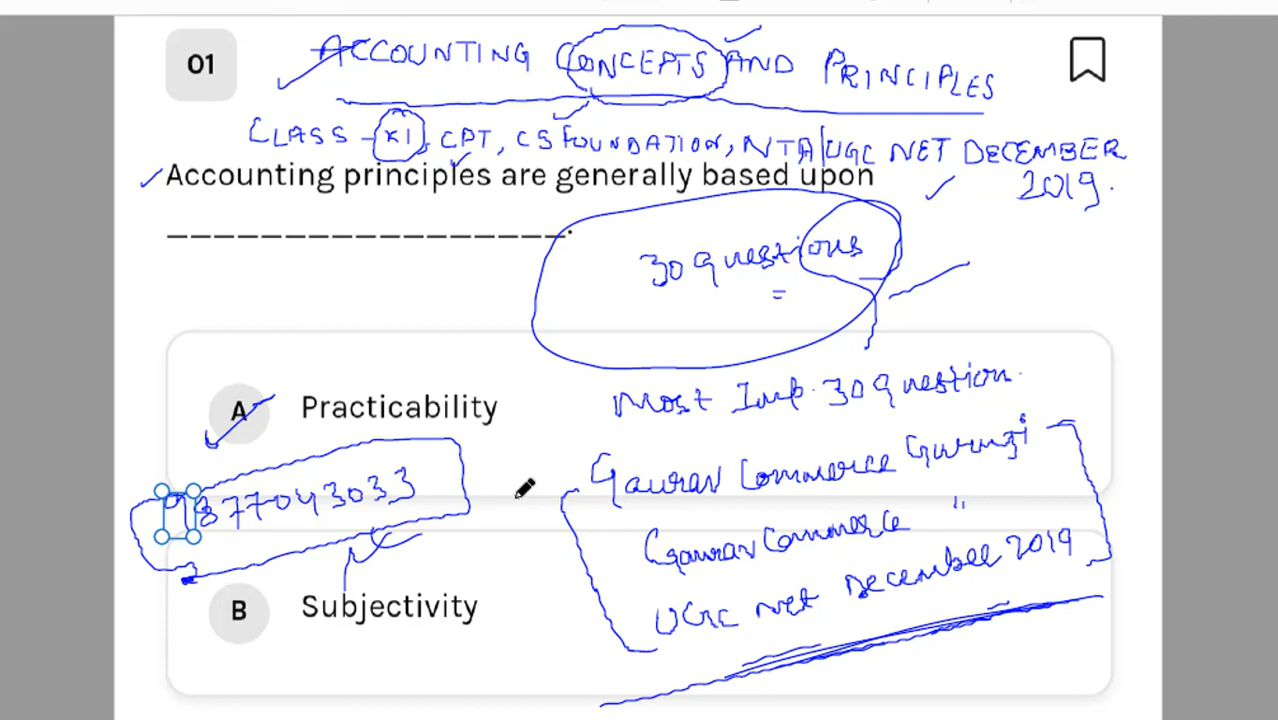 01
ACCOUNTING CONCEPTS AND PRINCIPLES
CLASS - XI, CPT, CS FOUNDATION, NTA/UGC NET DECEMBER 2019.
Accounting principles are generally based upon
_________________.
30 Questions
A Practicability
Most Imp. 30 Question.
Gaurav Commerce Guruji
9877043033
Gaurav Commerce "
UGC Net December 2019
B Subjectivity